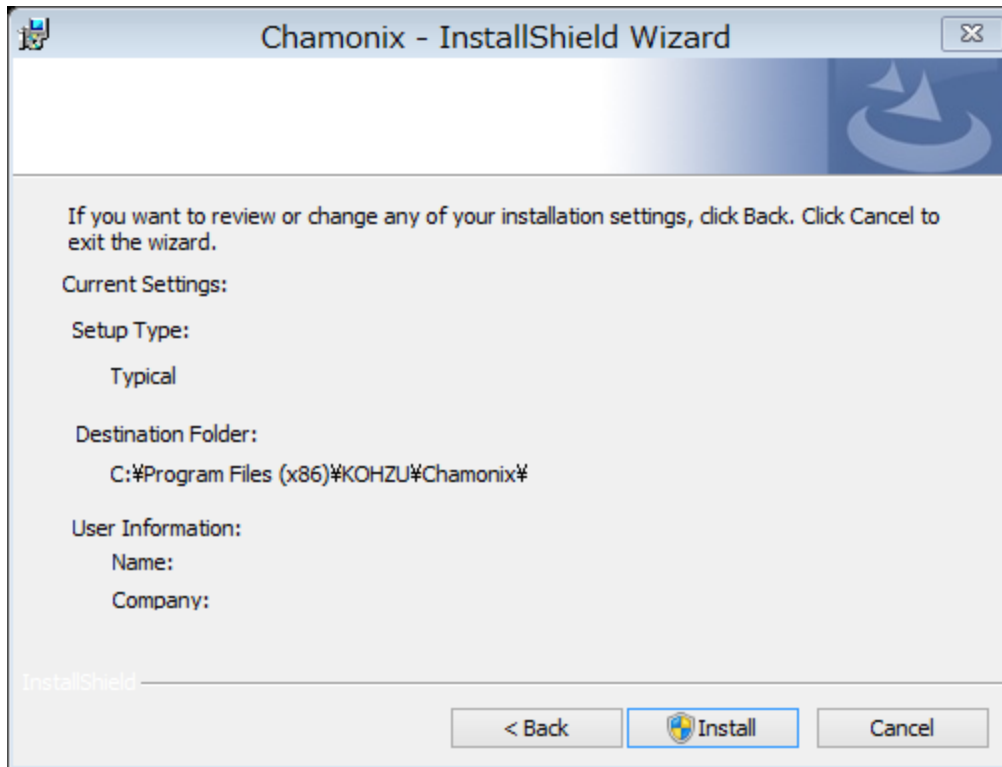 Chamonix - InstallShield Wizard
If you want to review or change any of your installation settings, click Back. Click Cancel to
exit the wizard.
Current Settings:
Setup Type:
Typical
Destination Folder:
C:¥Program Files (x86)¥KOHZU¥Chamonix¥
User Information:
Name:
Company:
InstallShield
< Back
Install
Cancel